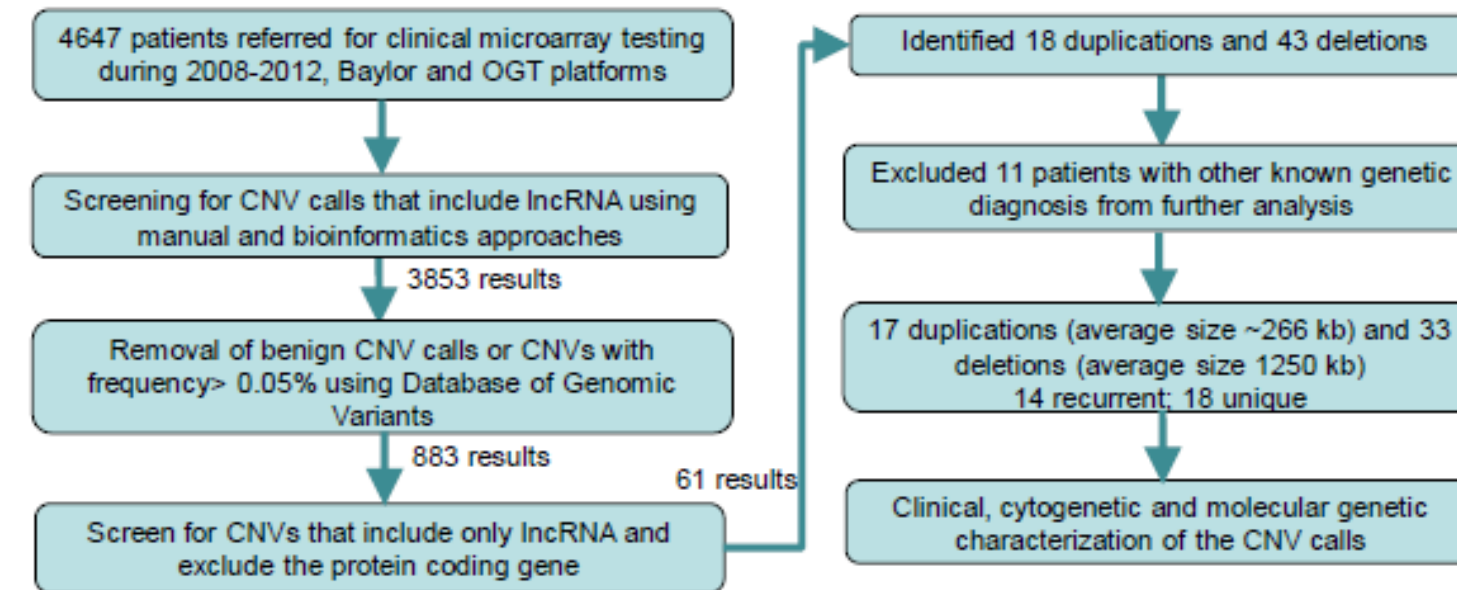 4647 patients referred for clinical microarray testing
during 2008-2012, Baylor and OGT platforms
Screening for CNV calls that include lncRNA using
manual and bioinformatics approaches
3853 results
Removal of benign CNV calls or CNVs with
frequency> 0.05% using Database of Genomic
Variants
883 results
Screen for CNVs that include only lncRNA and
exclude the protein coding gene
61 results
Identified 18 duplications and 43 deletions
Excluded 11 patients with other known genetic
diagnosis from further analysis
17 duplications (average size ~266 kb) and 33
deletions (average size 1250 kb)
14 recurrent; 18 unique
Clinical, cytogenetic and molecular genetic
characterization of the CNV calls